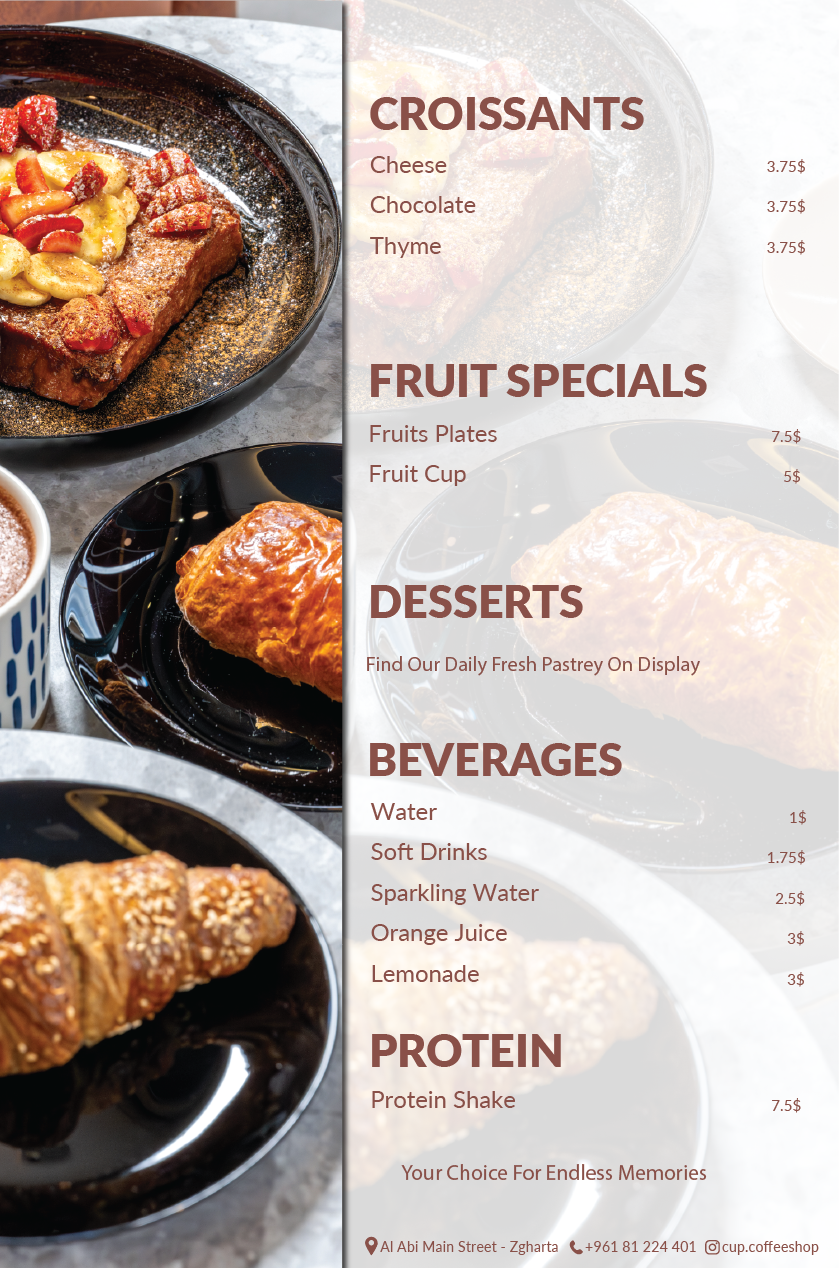 CROISSANTS
Cheese 3.75$
Chocolate 3.75$
Thyme 3.75$
FRUIT SPECIALS
Fruits Plates 7.5$
Fruit Cup 5$
DESSERTS
Find Our Daily Fresh Pastrey On Display
BEVERAGES
Water 1$
Soft Drinks 1.75$
Sparkling Water 2.5$
Orange Juice 3$
Lemonade 3$
PROTEIN
Protein Shake 7.5$
Your Choice For Endless Memories
Al Abi Main Street - Zgharta +961 81 224 401 cup.coffeeshop